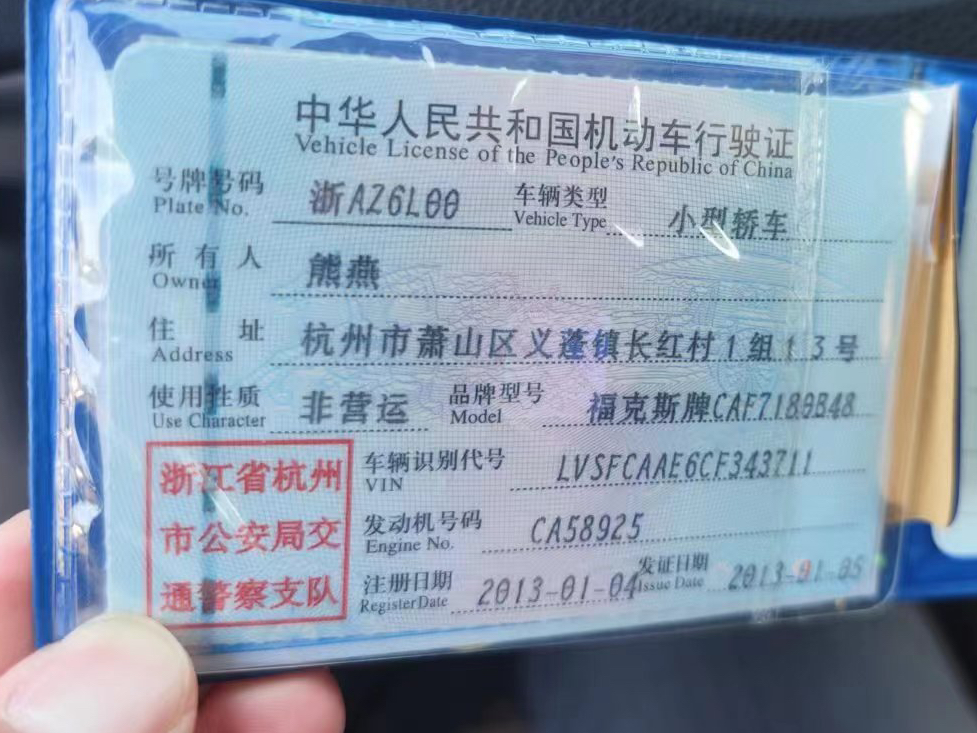 中华人民共和国机动车行驶证
Vehicle License of the People's Republic of China
号牌号码 浙AZ6L00 车辆类型 小型轿车
Plate No. Vehicle Type
所有人 熊燕
Owner
住址 杭州市萧山区义蓬镇长红村1组13号
Address
使用性质 非营运 品牌型号 福克斯牌CAF7180B48
Use Character Model
浙江省杭州 车辆识别代号 LVSFCAAE6CF343711
VIN
市公安局交 发动机号码 CA58925
Engine No.
通警察支队 注册日期 2013-01-04 发证日期 2013-01-05
Register Date Issue Date